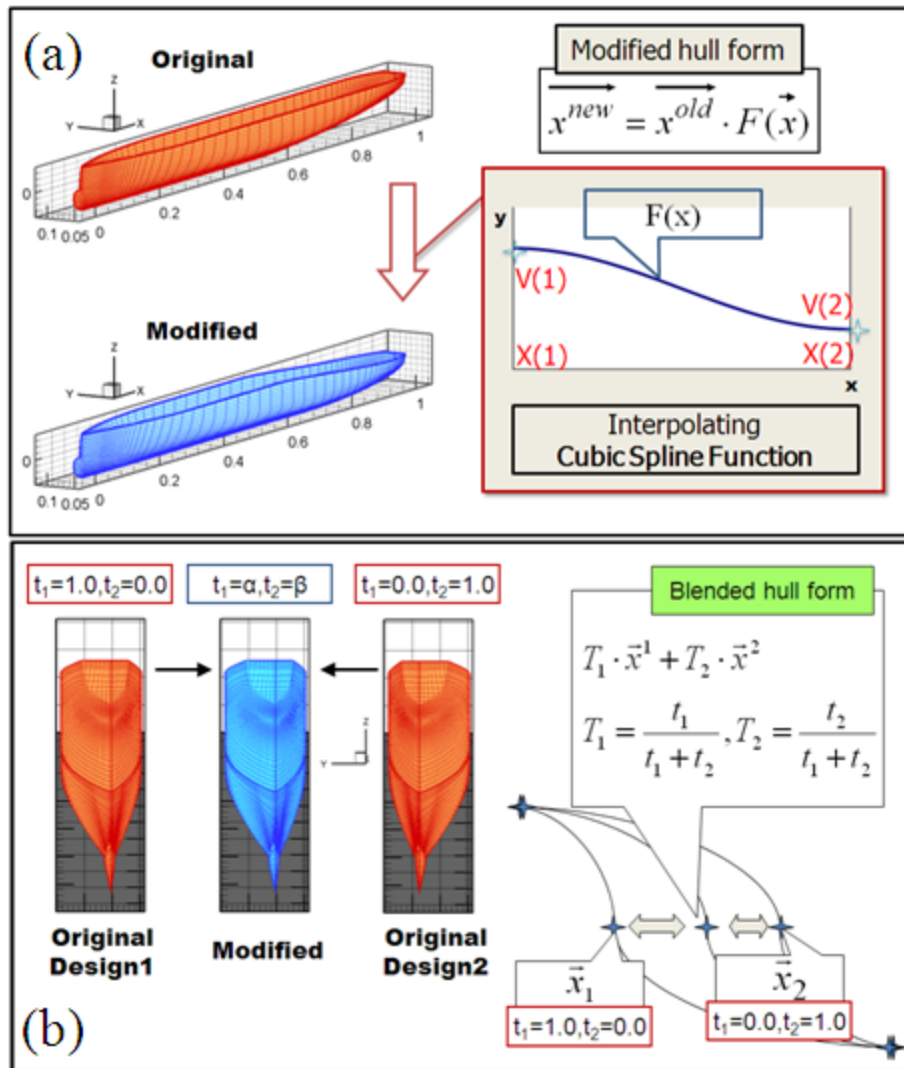 (a)
Original
Z
Y
X
0
0.1 0.05 0 0.2 0.4 0.6 0.8 1
Modified hull form
x^new = x^old · F(x)
y
F(x)
V(1)
V(2)
X(1)
X(2)
x
Interpolating
Cubic Spline Function
Modified
Z
Y
X
0
0.1 0.05 0 0.2 0.4 0.6 0.8 1
(b)
t₁=1.0,t₂=0.0
t₁=α,t₂=β
t₁=0.0,t₂=1.0
Blended hull form
T₁ · x⃗¹ + T₂ · x⃗²
T₁ = t₁/(t₁ + t₂), T₂ = t₂/(t₁ + t₂)
Y
Z
Original
Design1
Modified
Original
Design2
x⃗₁
t₁=1.0,t₂=0.0
x⃗₂
t₁=0.0,t₂=1.0